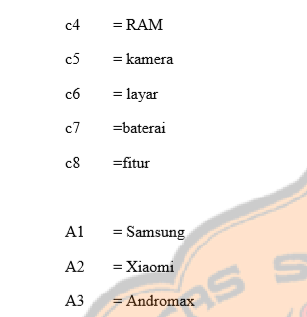 c4 = RAM
c5 = kamera
c6 = layar
c7 =baterai
c8 =fitur
A1 = Samsung
A2 = Xiaomi
A3 = Andromax